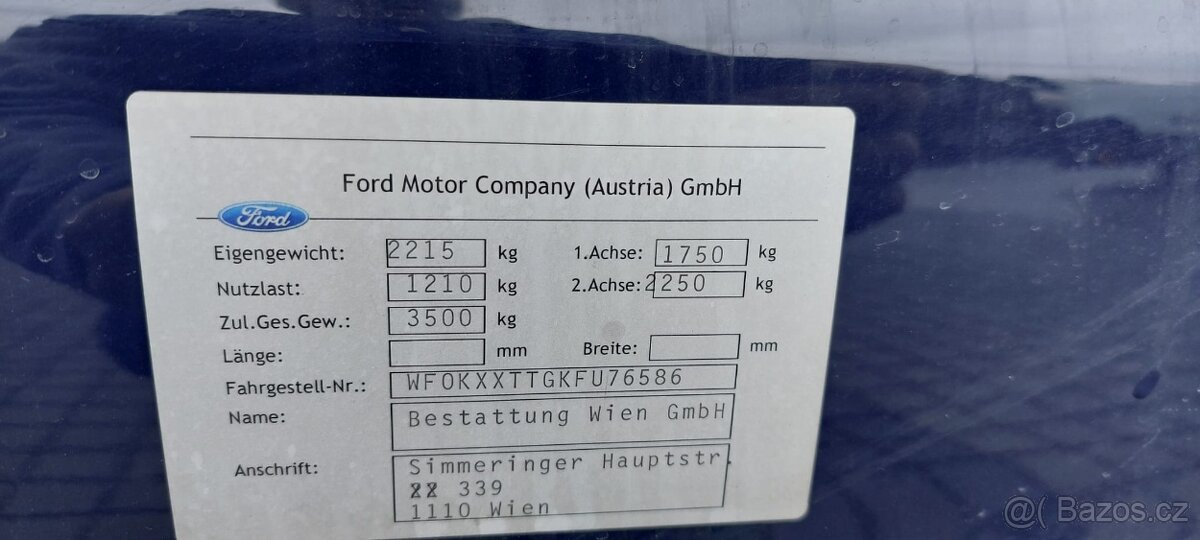 Ford Motor Company (Austria) GmbH
Ford
Eigengewicht: 2215 kg 1.Achse: 1750 kg
Nutzlast: 1210 kg 2.Achse: 2250 kg
Zul.Ges.Gew.: 3500 kg
Länge: mm Breite: mm
Fahrgestell-Nr.: WF0KXXTTGKFU76586
Name: Bestattung Wien GmbH
Anschrift: Simmeringer Hauptstr.
339
1110 Wien
@( Bazos.cz